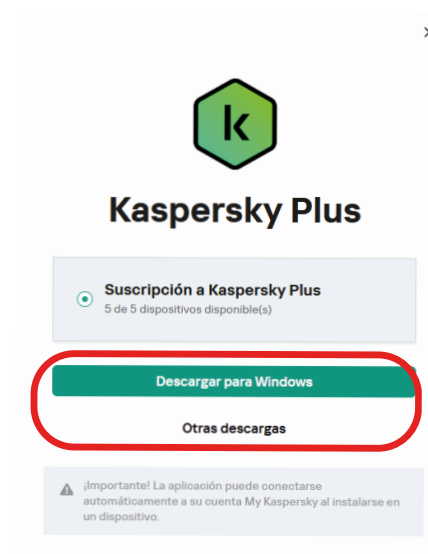 Kaspersky Plus
Suscripción a Kaspersky Plus
5 de 5 dispositivos disponible(s)
Descargar para Windows
Otras descargas
¡Importante! La aplicación puede conectarse
automáticamente a su cuenta My Kaspersky al instalarse en
un dispositivo.